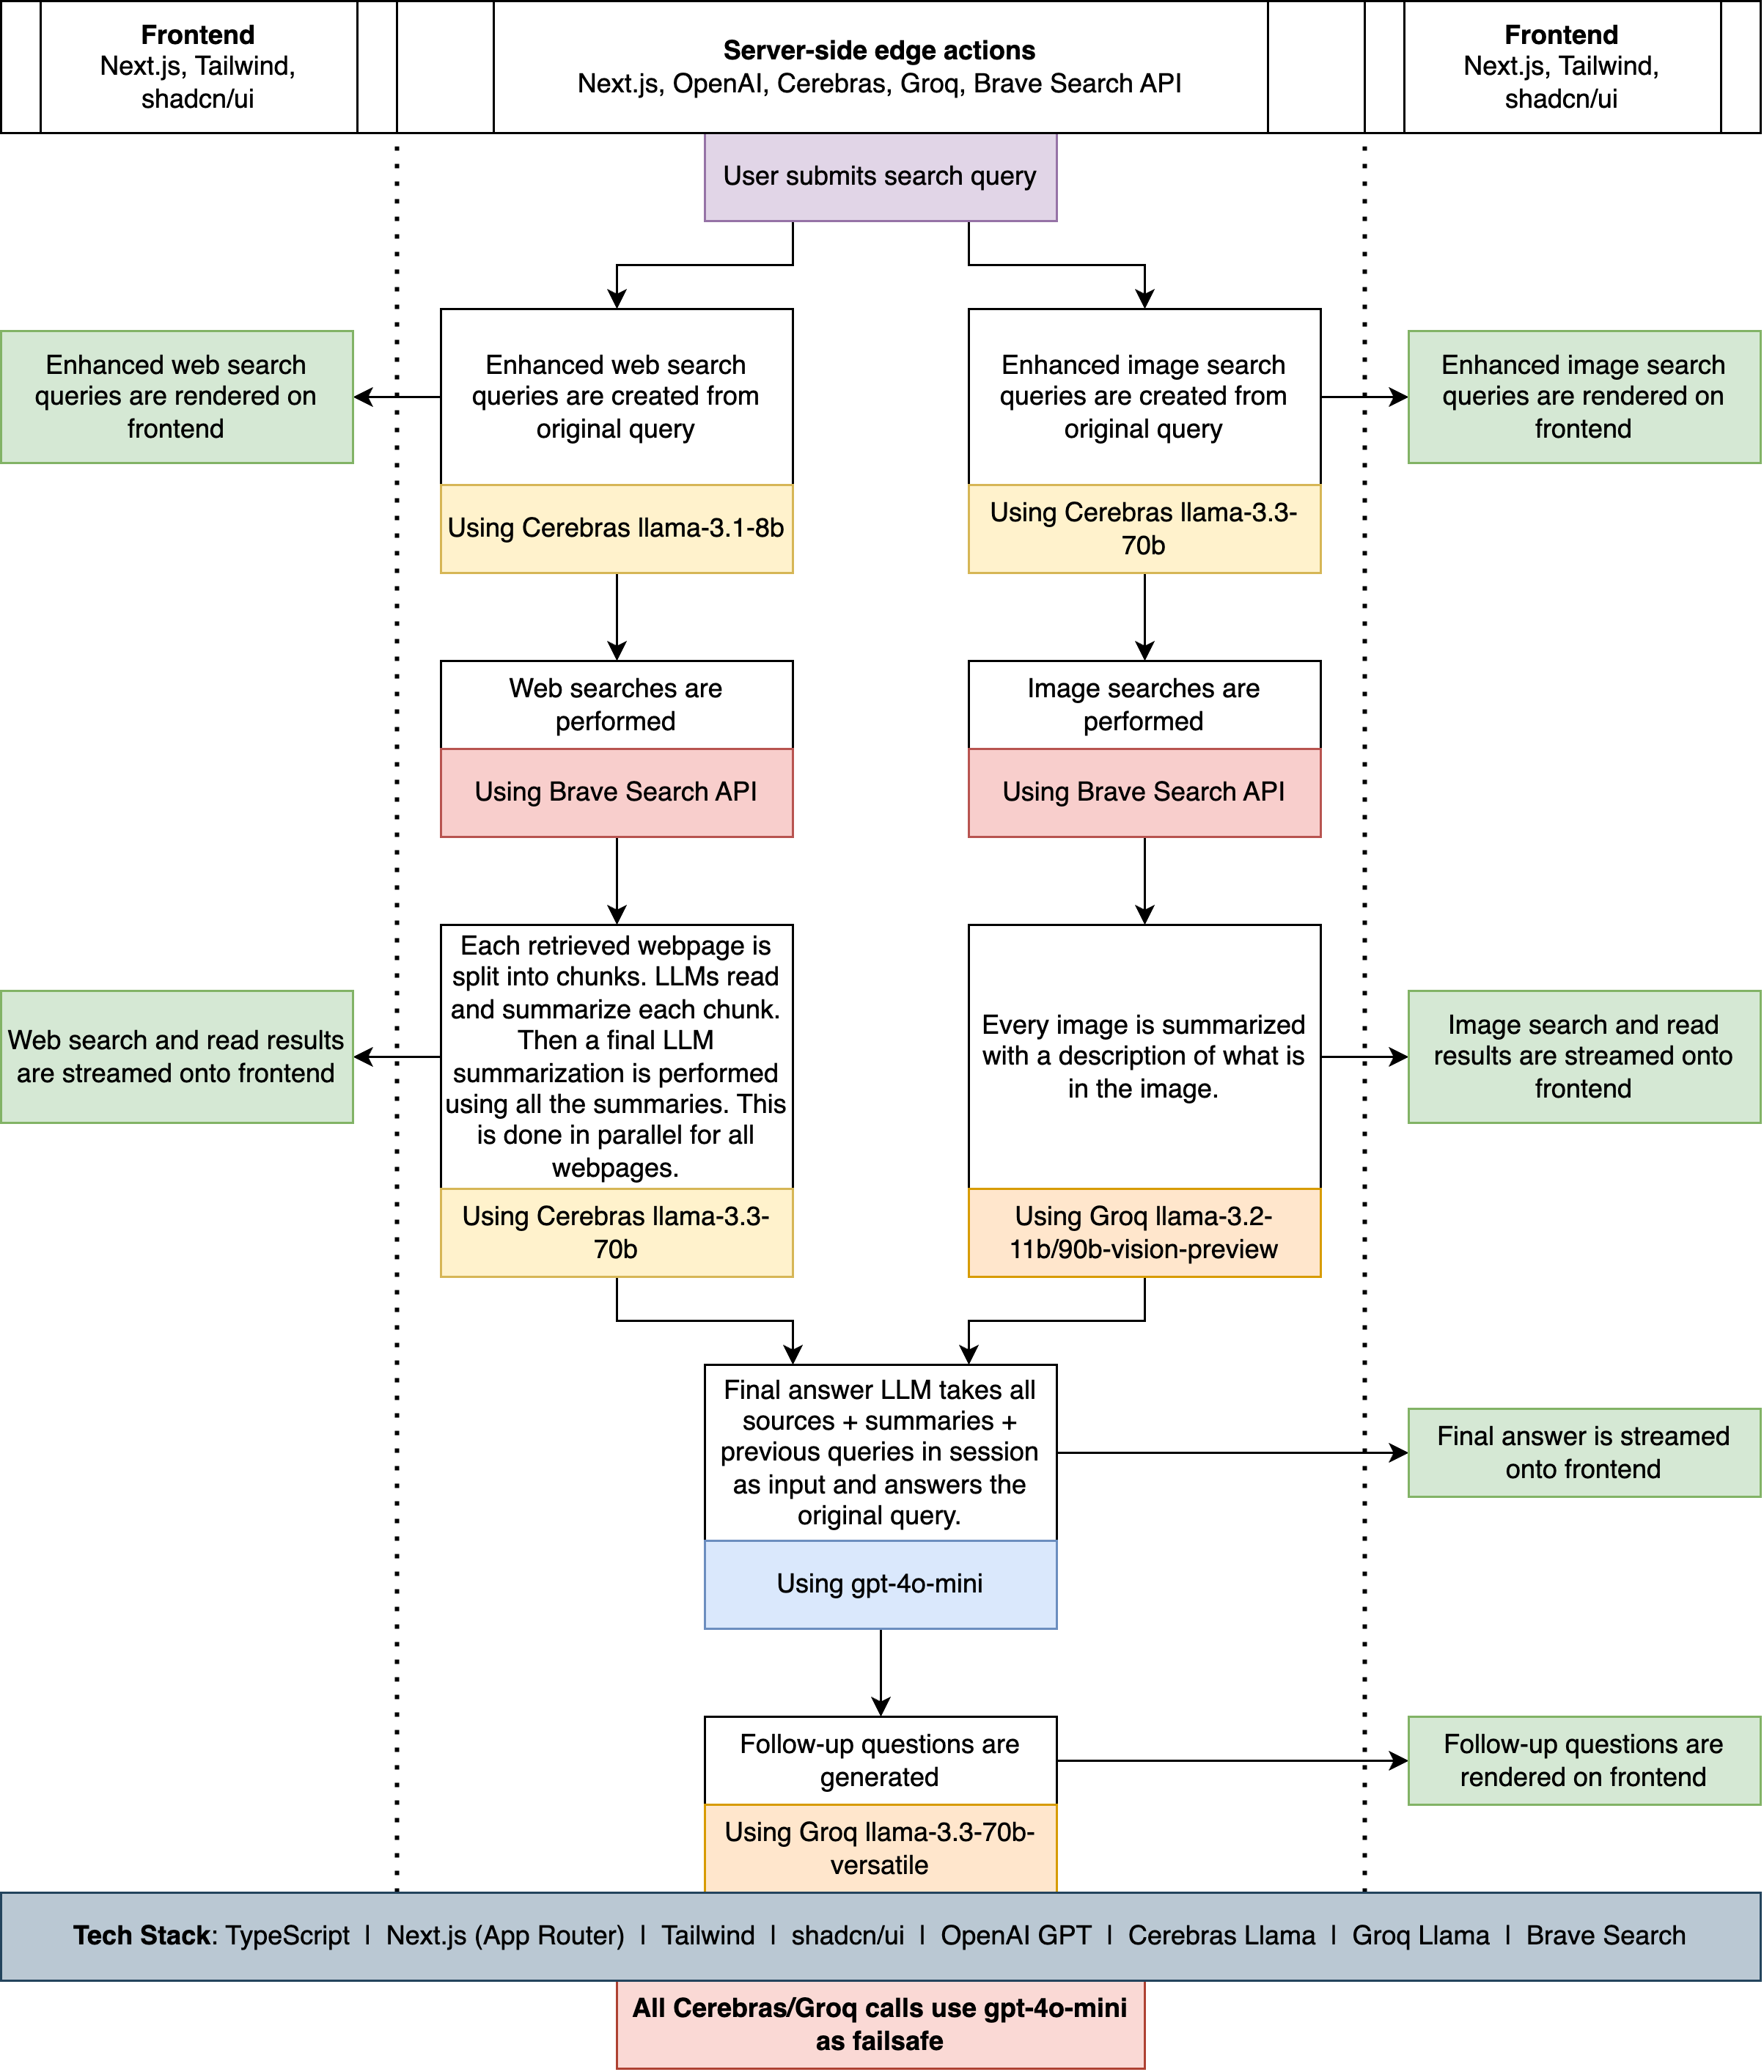 Frontend
Next.js, Tailwind,
shadcn/ui
Server-side edge actions
Next.js, OpenAI, Cerebras, Groq, Brave Search API
Frontend
Next.js, Tailwind,
shadcn/ui
User submits search query
Enhanced web search
queries are rendered on
frontend
Enhanced web search
queries are created from
original query
Using Cerebras llama-3.1-8b
Enhanced image search
queries are created from
original query
Using Cerebras llama-3.3-
70b
Enhanced image search
queries are rendered on
frontend
Web searches are
performed
Using Brave Search API
Image searches are
performed
Using Brave Search API
Web search and read results
are streamed onto frontend
Each retrieved webpage is
split into chunks. LLMs read
and summarize each chunk.
Then a final LLM
summarization is performed
using all the summaries. This
is done in parallel for all
webpages.
Using Cerebras llama-3.3-
70b
Every image is summarized
with a description of what is
in the image.
Using Groq llama-3.2-
11b/90b-vision-preview
Image search and read
results are streamed onto
frontend
Final answer LLM takes all
sources + summaries +
previous queries in session
as input and answers the
original query.
Using gpt-4o-mini
Final answer is streamed
onto frontend
Follow-up questions are
generated
Using Groq llama-3.3-70b-
versatile
Follow-up questions are
rendered on frontend
Tech Stack: TypeScript | Next.js (App Router) | Tailwind | shadcn/ui | OpenAI GPT | Cerebras Llama | Groq Llama | Brave Search
All Cerebras/Groq calls use gpt-4o-mini
as failsafe